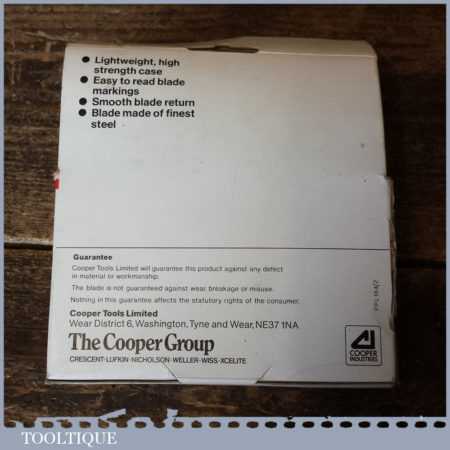 ● Lightweight, high
strength case
● Easy to read blade
markings
● Smooth blade return
● Blade made of finest
steel
Guarantee
Cooper Tools Limited will guarantee this product against any defect
in material or workmanship.
The blade is not guaranteed against wear, breakage or misuse.
Nothing in this guarantee affects the statutory rights of the consumer.
Cooper Tools Limited
Wear District 6, Washington, Tyne and Wear, NE37 1NA
The Cooper Group
CRESCENT·LUFKIN·NICHOLSON·WELLER·WISS·XCELITE
COOPER
INDUSTRIES
TOOLTIQUE